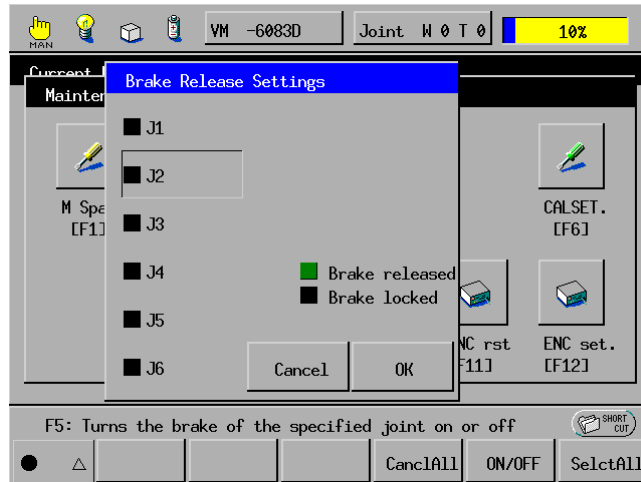 MAN
VM -6083D
Joint W 0 T 0
10%
Current
Mainten
Brake Release Settings
J1
J2
J3
J4
J5
J6
Brake released
Brake locked
Cancel
OK
M Spa
[F1]
CALSET.
[F6]
NC rst
F11]
ENC set.
[F12]
F5: Turns the brake of the specified joint on or off
SHORT
CUT
CanclAll
ON/OFF
SelctAll